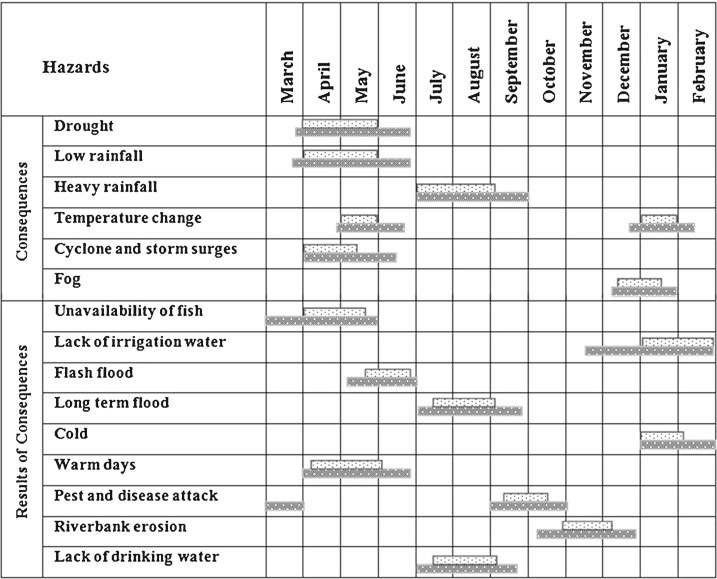 Hazards
March
April
May
June
July
August
September
October
November
December
January
February
Consequences
Drought
Low rainfall
Heavy rainfall
Temperature change
Cyclone and storm surges
Fog
Results of Consequences
Unavailability of fish
Lack of irrigation water
Flash flood
Long term flood
Cold
Warm days
Pest and disease attack
Riverbank erosion
Lack of drinking water